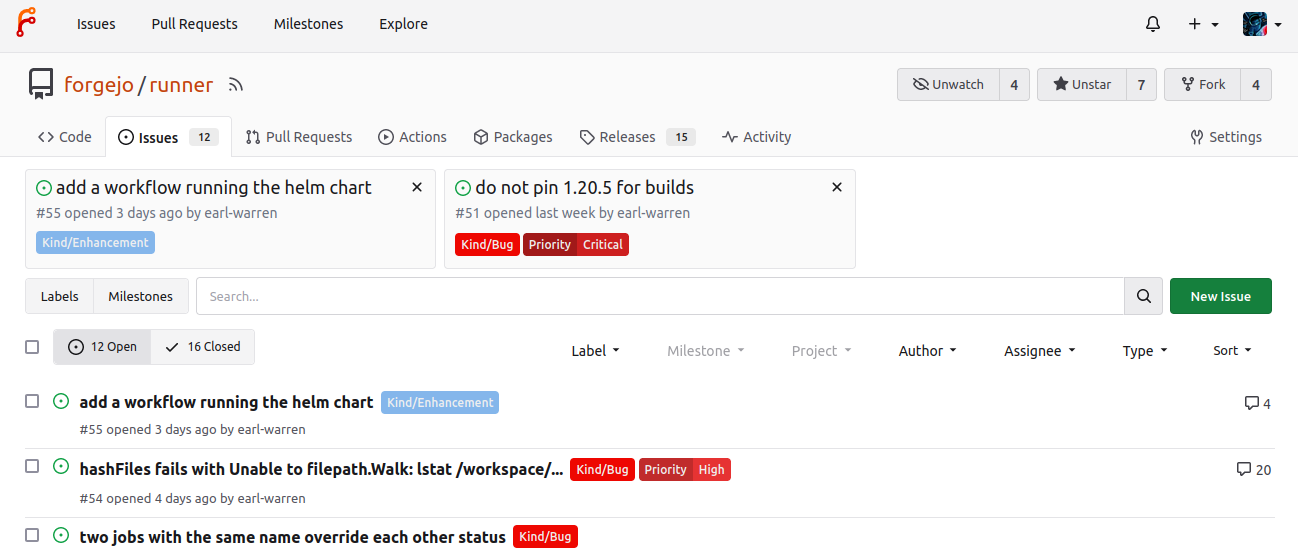 Issues Pull Requests Milestones Explore
forgejo/runner Unwatch 4 Unstar 7 Fork 4
Code Issues 12 Pull Requests Actions Packages Releases 15 Activity Settings
add a workflow running the helm chart
#55 opened 3 days ago by earl-warren
Kind/Enhancement
do not pin 1.20.5 for builds
#51 opened last week by earl-warren
Kind/Bug Priority Critical
Labels Milestones Search... New Issue
12 Open 16 Closed Label Milestone Project Author Assignee Type Sort
add a workflow running the helm chart Kind/Enhancement 4
#55 opened 3 days ago by earl-warren
hashFiles fails with Unable to filepath.Walk: lstat /workspace/... Kind/Bug Priority High 20
#54 opened 4 days ago by earl-warren
two jobs with the same name override each other status Kind/Bug